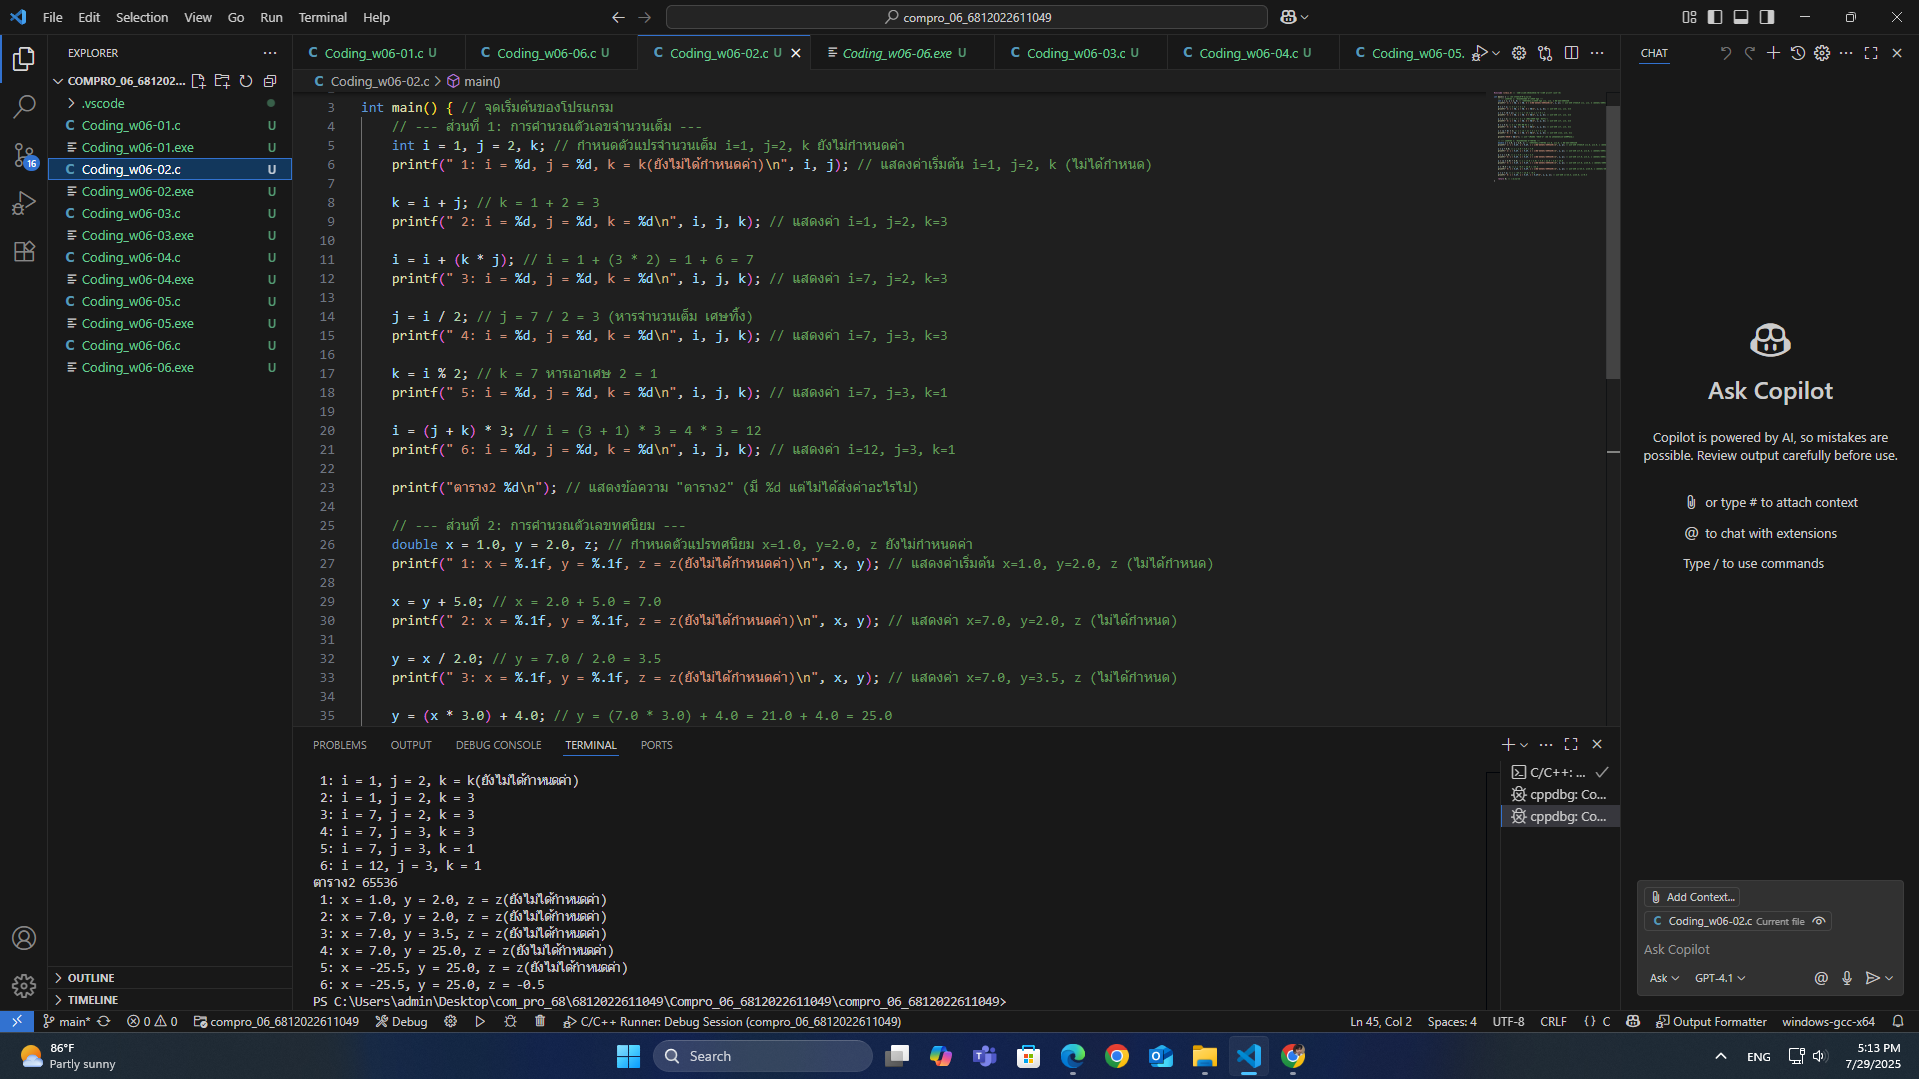 File Edit Selection View Go Run Terminal Help
compro_06_6812022611049
EXPLORER
COMPRO_06_681202...
.vscode
Coding_w06-01.c U
Coding_w06-01.exe U
Coding_w06-02.c U
Coding_w06-02.exe U
Coding_w06-03.c U
Coding_w06-03.exe U
Coding_w06-04.c U
Coding_w06-04.exe U
Coding_w06-05.c U
Coding_w06-05.exe U
Coding_w06-06.c U
Coding_w06-06.exe U
16
OUTLINE
TIMELINE
C Coding_w06-01.c U C Coding_w06-06.c U C Coding_w06-02.c U Coding_w06-06.exe U C Coding_w06-03.c U C Coding_w06-04.c U C Coding_w06-05.
C Coding_w06-02.c > main()
3 int main() { // จุดเริ่มต้นของโปรแกรม
4 // --- ส่วนที่ 1: การคำนวณตัวเลขจำนวนเต็ม ---
5 int i = 1, j = 2, k; // กำหนดตัวแปรจำนวนเต็ม i=1, j=2, k ยังไม่กำหนดค่า
6 printf(" 1: i = %d, j = %d, k = k(ยังไม่ได้กำหนดค่า)\n", i, j); // แสดงค่าเริ่มต้น i=1, j=2, k (ไม่ได้กำหนด)
7
8 k = i + j; // k = 1 + 2 = 3
9 printf(" 2: i = %d, j = %d, k = %d\n", i, j, k); // แสดงค่า i=1, j=2, k=3
10
11 i = i + (k * j); // i = 1 + (3 * 2) = 1 + 6 = 7
12 printf(" 3: i = %d, j = %d, k = %d\n", i, j, k); // แสดงค่า i=7, j=2, k=3
13
14 j = i / 2; // j = 7 / 2 = 3 (หารจำนวนเต็ม เศษทิ้ง)
15 printf(" 4: i = %d, j = %d, k = %d\n", i, j, k); // แสดงค่า i=7, j=3, k=3
16
17 k = i % 2; // k = 7 หารเอาเศษ 2 = 1
18 printf(" 5: i = %d, j = %d, k = %d\n", i, j, k); // แสดงค่า i=7, j=3, k=1
19
20 i = (j + k) * 3; // i = (3 + 1) * 3 = 4 * 3 = 12
21 printf(" 6: i = %d, j = %d, k = %d\n", i, j, k); // แสดงค่า i=12, j=3, k=1
22
23 printf("ตาราง2 %d\n"); // แสดงข้อความ "ตาราง2" (มี %d แต่ไม่ได้ส่งค่าอะไรไป)
24
25 // --- ส่วนที่ 2: การคำนวณตัวเลขทศนิยม ---
26 double x = 1.0, y = 2.0, z; // กำหนดตัวแปรทศนิยม x=1.0, y=2.0, z ยังไม่กำหนดค่า
27 printf(" 1: x = %.1f, y = %.1f, z = z(ยังไม่ได้กำหนดค่า)\n", x, y); // แสดงค่าเริ่มต้น x=1.0, y=2.0, z (ไม่ได้กำหนด)
28
29 x = y + 5.0; // x = 2.0 + 5.0 = 7.0
30 printf(" 2: x = %.1f, y = %.1f, z = z(ยังไม่ได้กำหนดค่า)\n", x, y); // แสดงค่า x=7.0, y=2.0, z (ไม่ได้กำหนด)
31
32 y = x / 2.0; // y = 7.0 / 2.0 = 3.5
33 printf(" 3: x = %.1f, y = %.1f, z = z(ยังไม่ได้กำหนดค่า)\n", x, y); // แสดงค่า x=7.0, y=3.5, z (ไม่ได้กำหนด)
34
35 y = (x * 3.0) + 4.0; // y = (7.0 * 3.0) + 4.0 = 21.0 + 4.0 = 25.0
PROBLEMS OUTPUT DEBUG CONSOLE TERMINAL PORTS
1: i = 1, j = 2, k = k(ยังไม่ได้กำหนดค่า)
2: i = 1, j = 2, k = 3
3: i = 7, j = 2, k = 3
4: i = 7, j = 3, k = 3
5: i = 7, j = 3, k = 1
6: i = 12, j = 3, k = 1
ตาราง2 65536
1: x = 1.0, y = 2.0, z = z(ยังไม่ได้กำหนดค่า)
2: x = 7.0, y = 2.0, z = z(ยังไม่ได้กำหนดค่า)
3: x = 7.0, y = 3.5, z = z(ยังไม่ได้กำหนดค่า)
4: x = 7.0, y = 25.0, z = z(ยังไม่ได้กำหนดค่า)
5: x = -25.5, y = 25.0, z = z(ยังไม่ได้กำหนดค่า)
6: x = -25.5, y = 25.0, z = -0.5
PS C:\Users\admin\Desktop\com_pro_68\6812022611049\Compro_06_6812022611049\compro_06_6812022611049>
C/C++: ...
cppdbg: Co...
cppdbg: Co...
CHAT
Ask Copilot
Copilot is powered by AI, so mistakes are
possible. Review output carefully before use.
or type # to attach context
@ to chat with extensions
Type / to use commands
Add Context...
C Coding_w06-02.c Current file
Ask Copilot
Ask GPT-4.1
main* 0 0 compro_06_6812022611049 Debug C/C++ Runner: Debug Session (compro_06_6812022611049) Ln 45, Col 2 Spaces: 4 UTF-8 CRLF {} C Output Formatter windows-gcc-x64
86°F
Partly sunny
Search
ENG
5:13 PM
7/29/2025